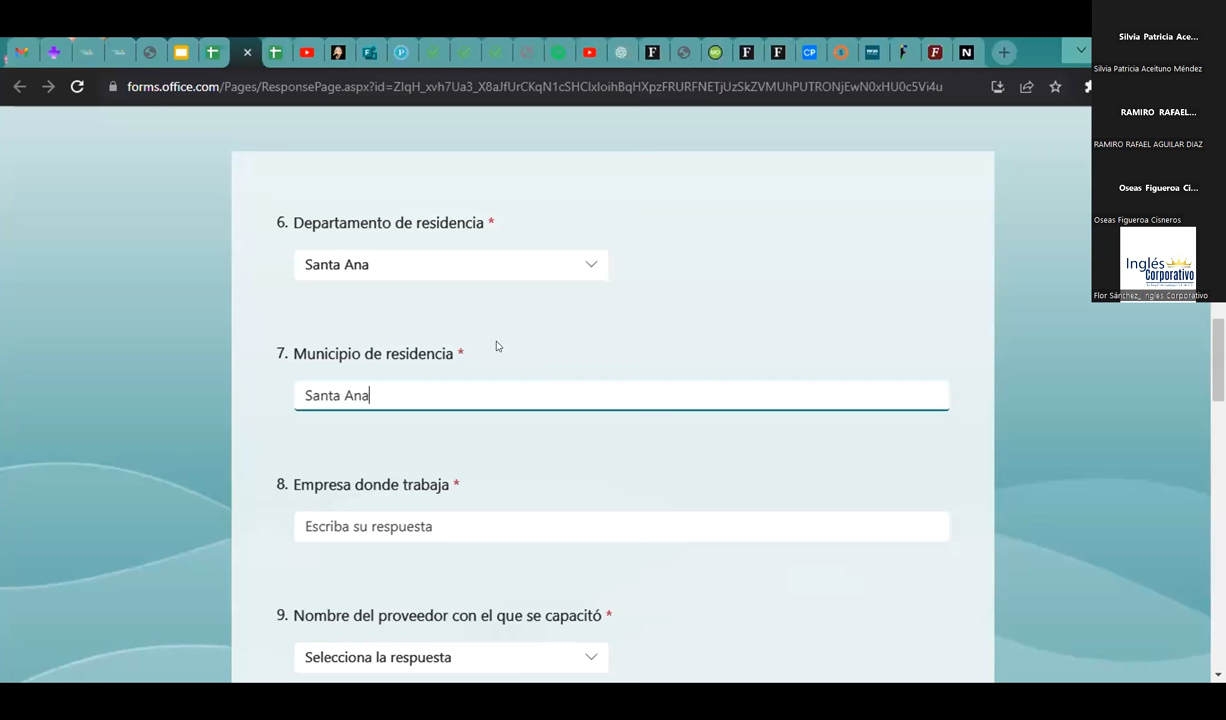 Silvia Patricia Ace...
Silvia Patricia Aceituno Méndez
RAMIRO RAFAEL...
RAMIRO RAFAEL AGUILAR DIAZ
Oseas Figueroa Ci...
Oseas Figueroa Cisneros
Inglés
Corporativo
Flor Sánchez_ Inglés Corporativo
forms.office.com/Pages/ResponsePage.aspx?id=ZIqH_xvh7Ua3_X8aJfUrCKqN1cSHCIxIoihBqHXpzFRURFNETjUzSkZVMUhPUTRONjEwN0xHU0c5Vi4u
6. Departamento de residencia *
Santa Ana
7. Municipio de residencia *
Santa Ana
8. Empresa donde trabaja *
Escriba su respuesta
9. Nombre del proveedor con el que se capacitó *
Selecciona la respuesta